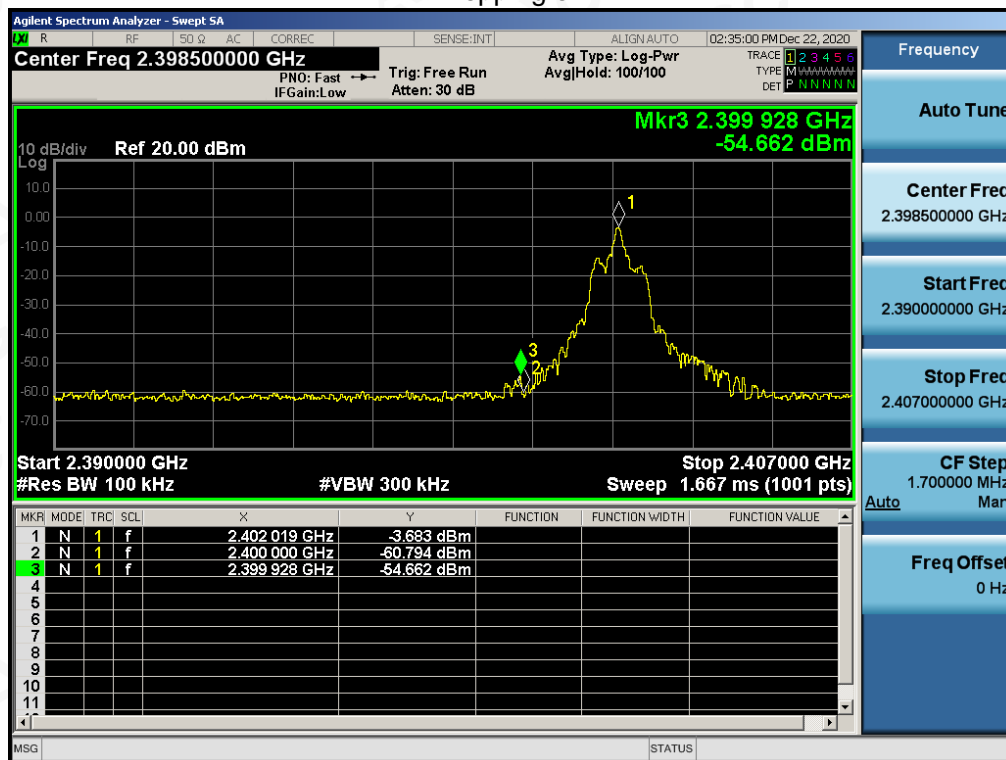 Agilent Spectrum Analyzer - Swept SA
LXI R RF 50 Ω AC CORREC SENSE:INT ALIGN AUTO 02:35:00 PM Dec 22, 2020
Center Freq 2.398500000 GHz
PNO: Fast
IFGain:Low
Trig: Free Run
Atten: 30 dB
Avg Type: Log-Pwr
Avg|Hold: 100/100
TRACE 1 2 3 4 5 6
TYPE M
DET P N N N N N
Mkr3 2.399 928 GHz
-54.662 dBm
10 dB/div Ref 20.00 dBm
Log
10.0
0.00
-10.0
-20.0
-30.0
-40.0
-50.0
-60.0
-70.0
1
3
2
Start 2.390000 GHz Stop 2.407000 GHz
#Res BW 100 kHz #VBW 300 kHz Sweep 1.667 ms (1001 pts)
MKR MODE TRC SCL X Y FUNCTION FUNCTION WIDTH FUNCTION VALUE
1 N 1 f 2.402 019 GHz -3.683 dBm
2 N 1 f 2.400 000 GHz -60.794 dBm
3 N 1 f 2.399 928 GHz -54.662 dBm
4
5
6
7
8
9
10
11
MSG STATUS
Frequency
Auto Tune
Center Freq
2.398500000 GHz
Start Freq
2.390000000 GHz
Stop Freq
2.407000000 GHz
CF Step
1.700000 MHz
Auto Man
Freq Offset
0 Hz